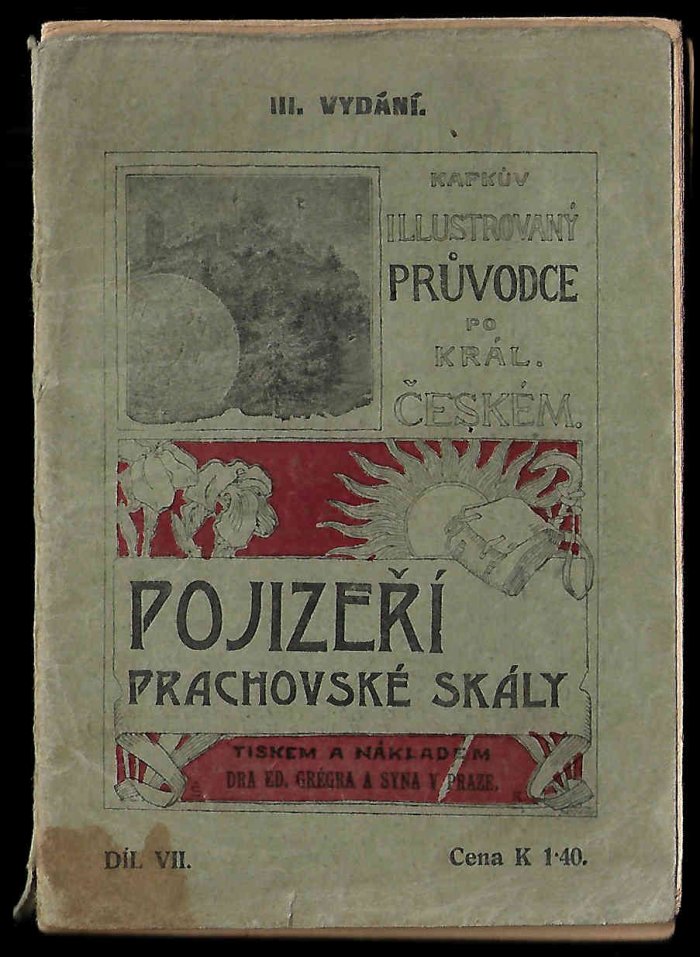 III. VYDÁNÍ.
KAFKŮV
ILLUSTROVANÝ
PRŮVODCE
PO
KRÁL.
ČESKÉM.
POJIZEŘÍ
PRACHOVSKÉ SKÁLY
TISKEM A NÁKLADEM
DRA ED. GRÉGRA A SYNA V PRAZE.
DÍL VII.
Cena K 1·40.